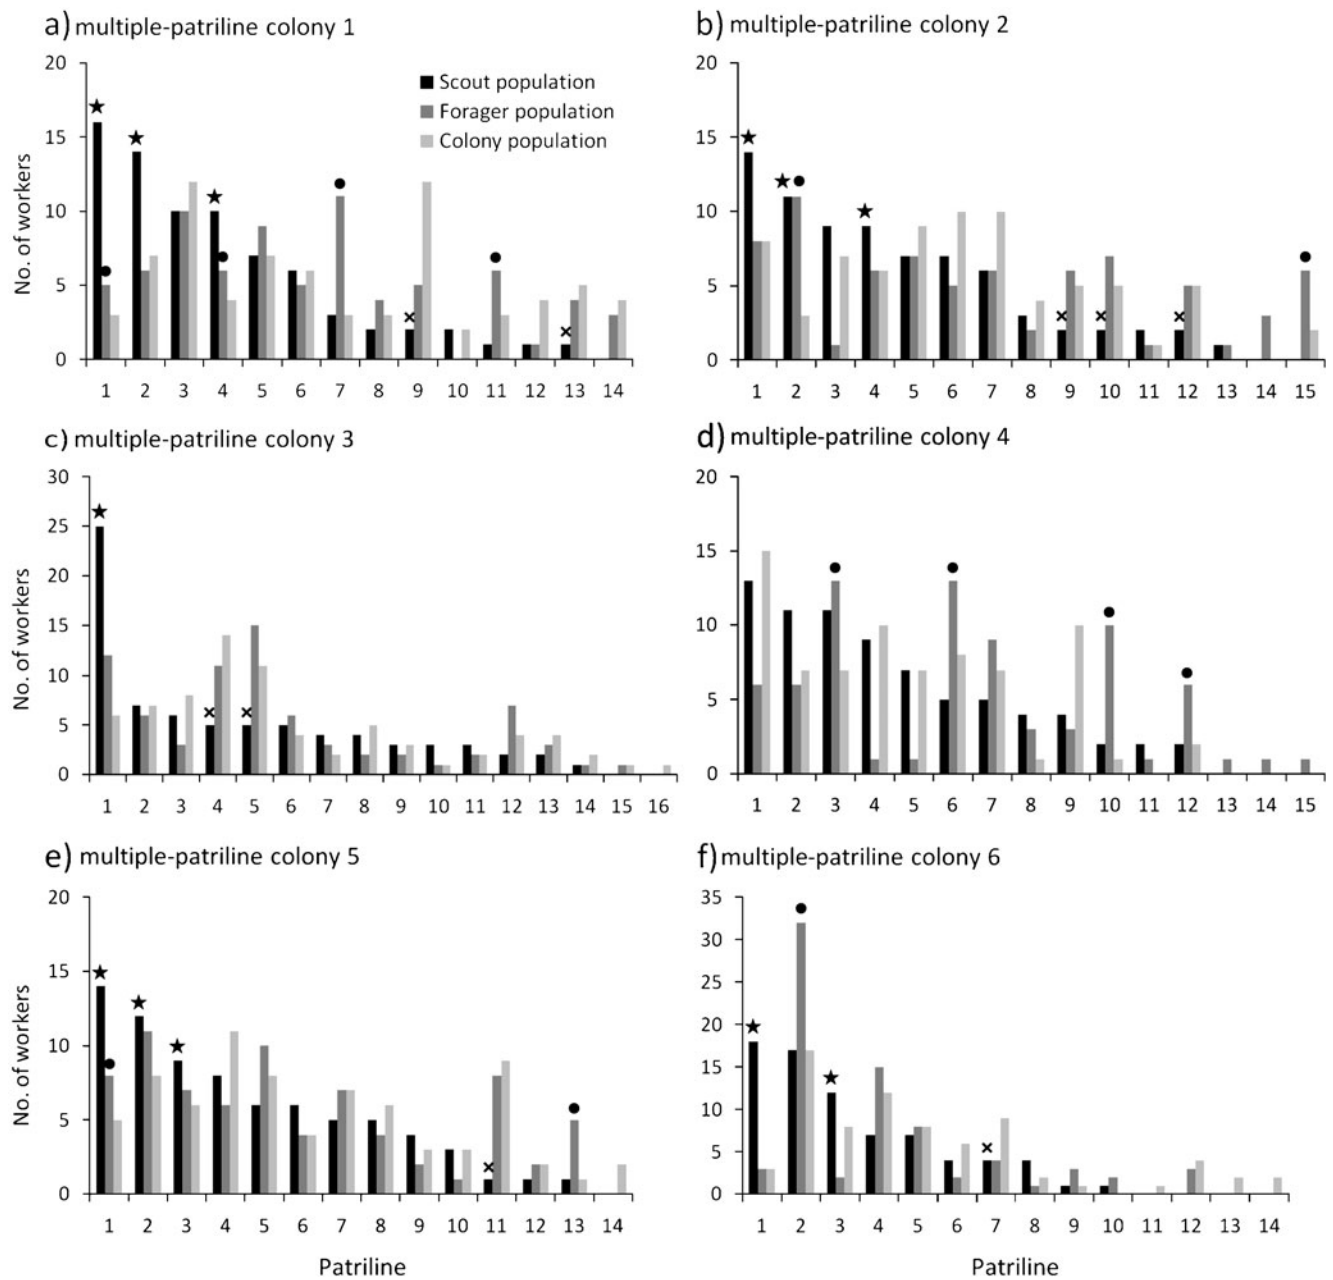 a) multiple-patriline colony 1
No. of workers
20
15
10
5
0
Scout population
Forager population
Colony population
1 2 3 4 5 6 7 8 9 10 11 12 13 14
b) multiple-patriline colony 2
20
15
10
5
0
1 2 3 4 5 6 7 8 9 10 11 12 13 14 15
c) multiple-patriline colony 3
No. of workers
30
25
20
15
10
5
0
1 2 3 4 5 6 7 8 9 10 11 12 13 14 15 16
d) multiple-patriline colony 4
20
15
10
5
0
1 2 3 4 5 6 7 8 9 10 11 12 13 14 15
e) multiple-patriline colony 5
No. of workers
20
15
10
5
0
1 2 3 4 5 6 7 8 9 10 11 12 13 14
Patriline
f) multiple-patriline colony 6
35
30
25
20
15
10
5
0
1 2 3 4 5 6 7 8 9 10 11 12 13 14
Patriline